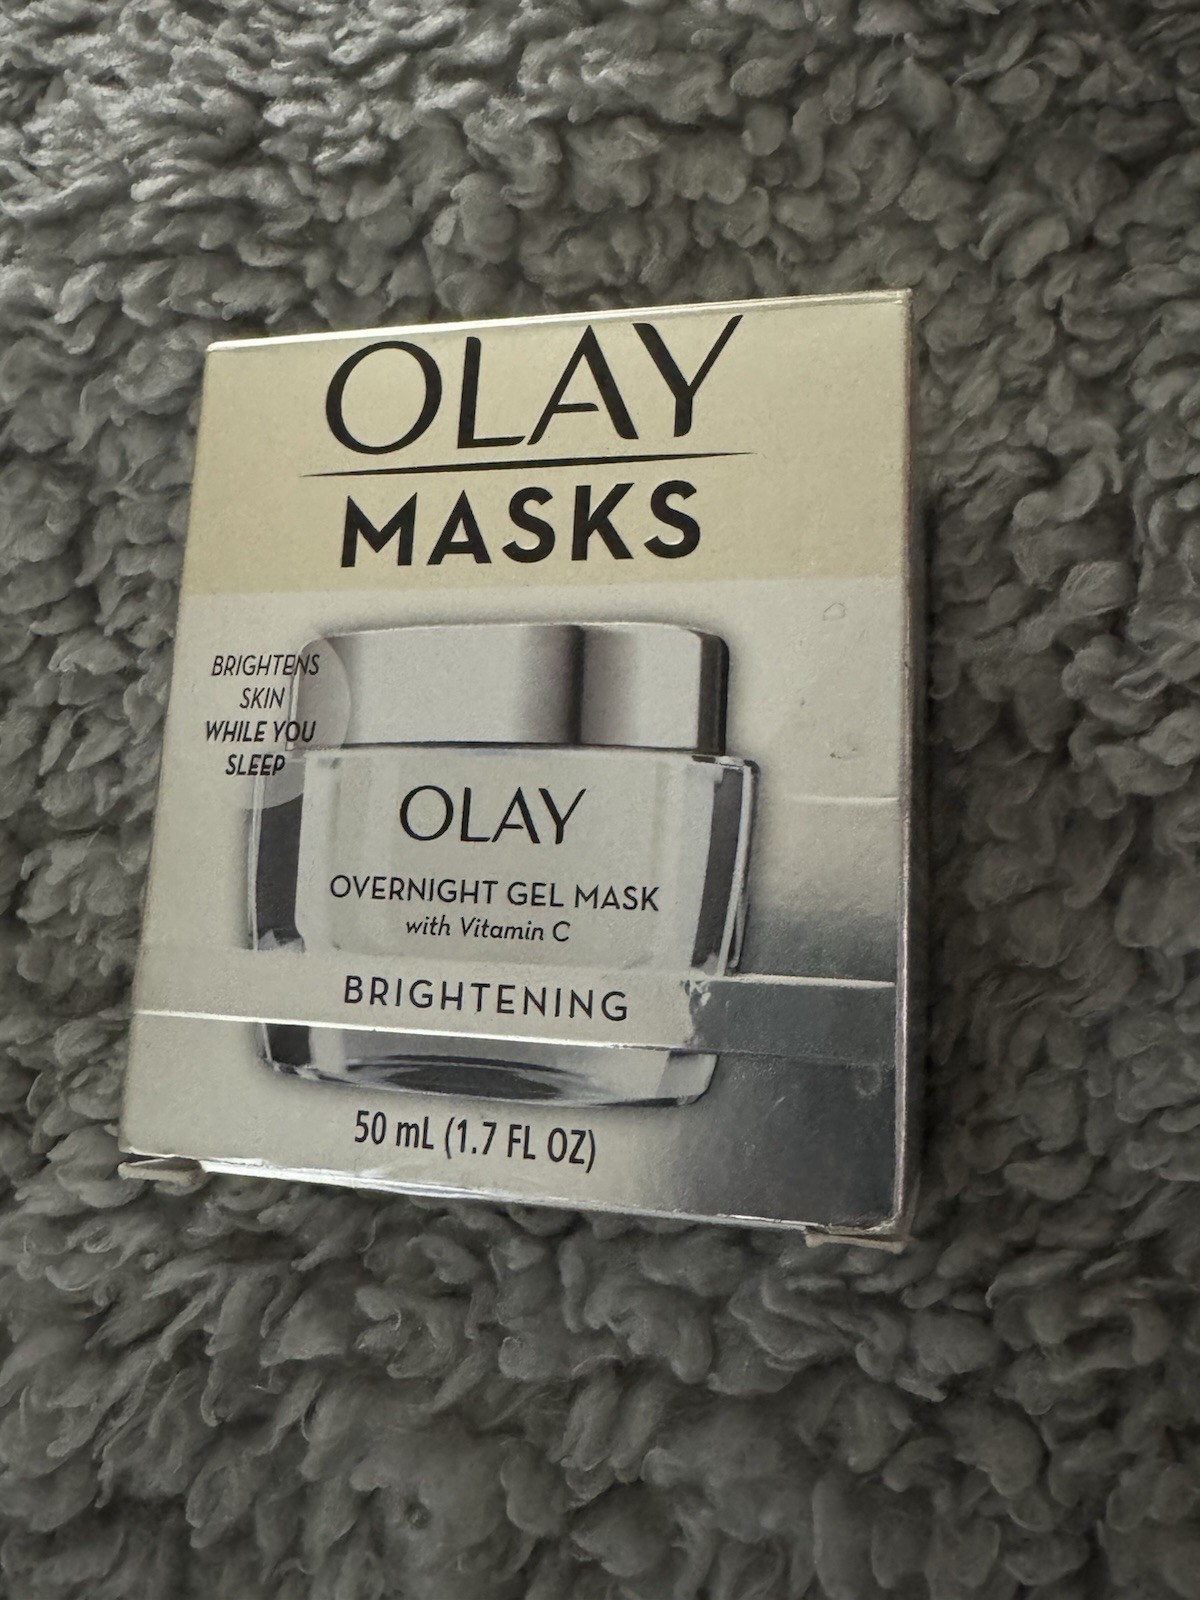 OLAY
MASKS
BRIGHTENS
SKIN
WHILE YOU
SLEEP
OLAY
OVERNIGHT GEL MASK
with Vitamin C
BRIGHTENING
50 mL (1.7 FL OZ)